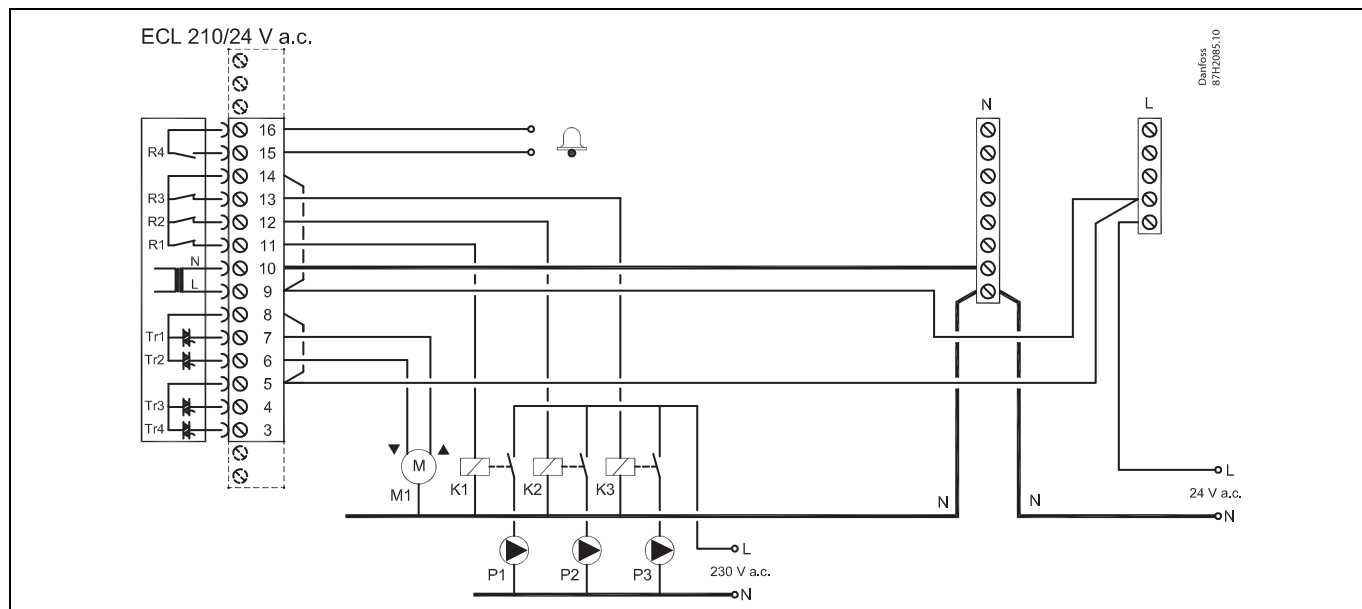 ECL 210/24 V a.c.
Danfoss
87H2085.10
N
L
16
R4
15
14
R3
13
R2
12
R1
11
N
10
L
9
8
Tr1
7
Tr2
6
5
Tr3
4
Tr4
3
M
M1
K1
K2
K3
N
N
L
24 V a.c.
N
P1
P2
P3
L
230 V a.c.
N